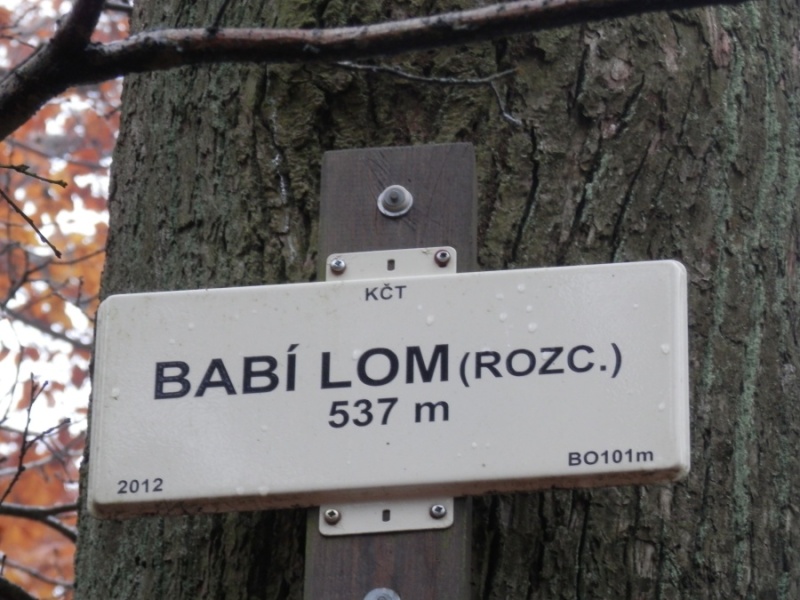 KČT
BABÍ LOM (ROZC.)
537 m
2012 BO101m